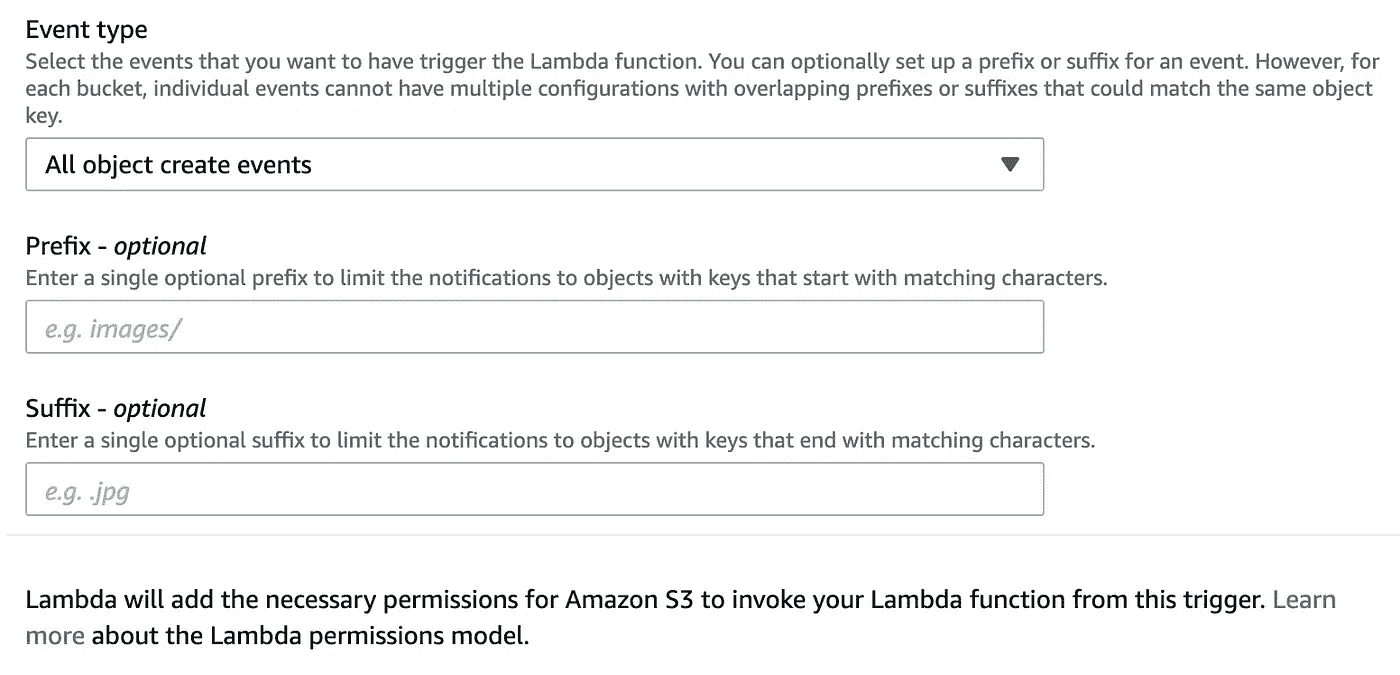 Event type
Select the events that you want to have trigger the Lambda function. You can optionally set up a prefix or suffix for an event. However, for
each bucket, individual events cannot have multiple configurations with overlapping prefixes or suffixes that could match the same object
key.
All object create events
Prefix - optional
Enter a single optional prefix to limit the notifications to objects with keys that start with matching characters.
e.g. images/
Suffix - optional
Enter a single optional suffix to limit the notifications to objects with keys that end with matching characters.
e.g. .jpg
Lambda will add the necessary permissions for Amazon S3 to invoke your Lambda function from this trigger. Learn
more about the Lambda permissions model.